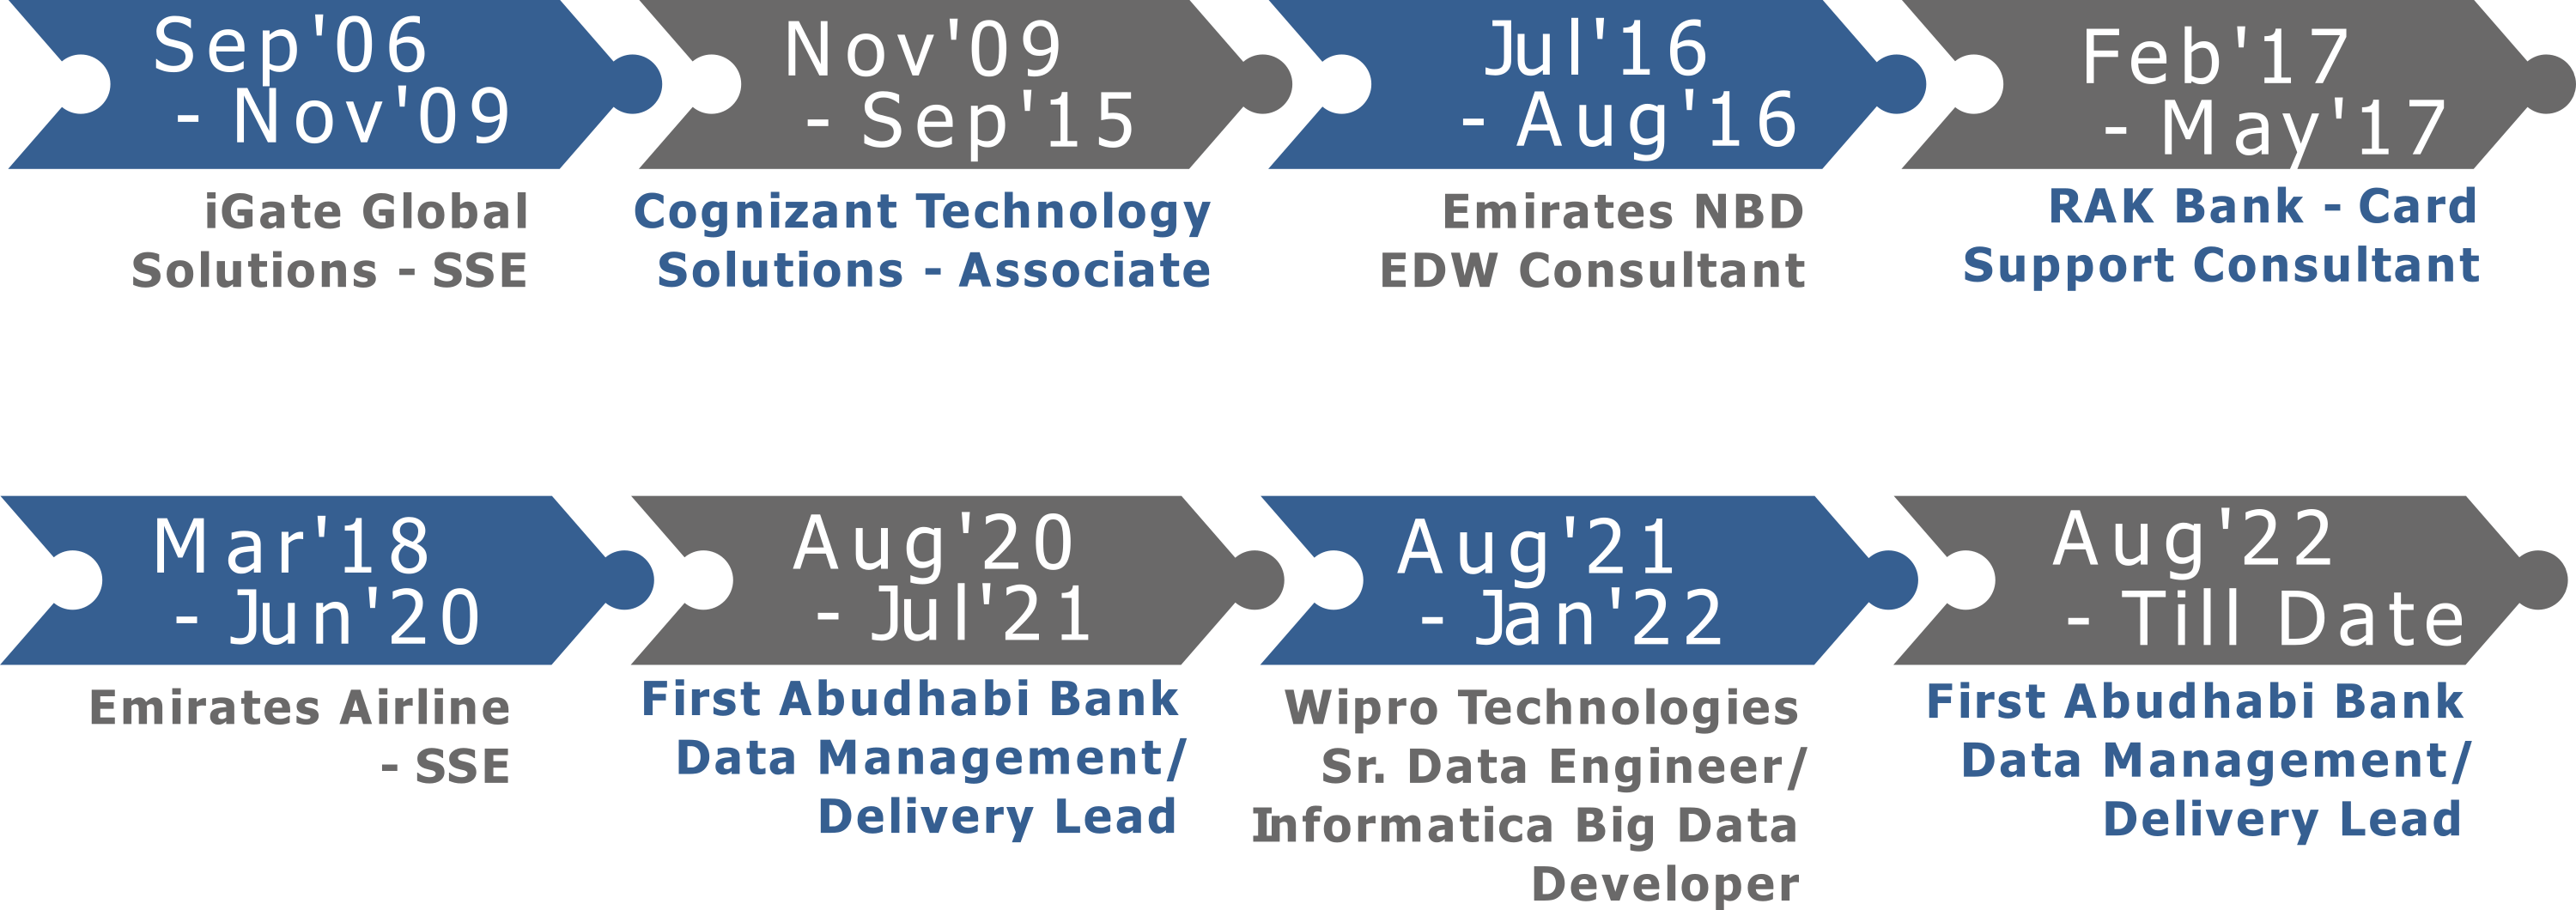 Sep'06
- Nov'09
iGate Global
Solutions - SSE
Nov'09
- Sep'15
Cognizant Technology
Solutions - Associate
Jul'16
- Aug'16
Emirates NBD
EDW Consultant
Feb'17
- May'17
RAK Bank - Card
Support Consultant
Mar'18
- Jun'20
Emirates Airline
- SSE
Aug'20
- Jul'21
First Abudhabi Bank
Data Management/
Delivery Lead
Aug'21
- Jan'22
Wipro Technologies
Sr. Data Engineer/
Informatica Big Data
Developer
Aug'22
- Till Date
First Abudhabi Bank
Data Management/
Delivery Lead